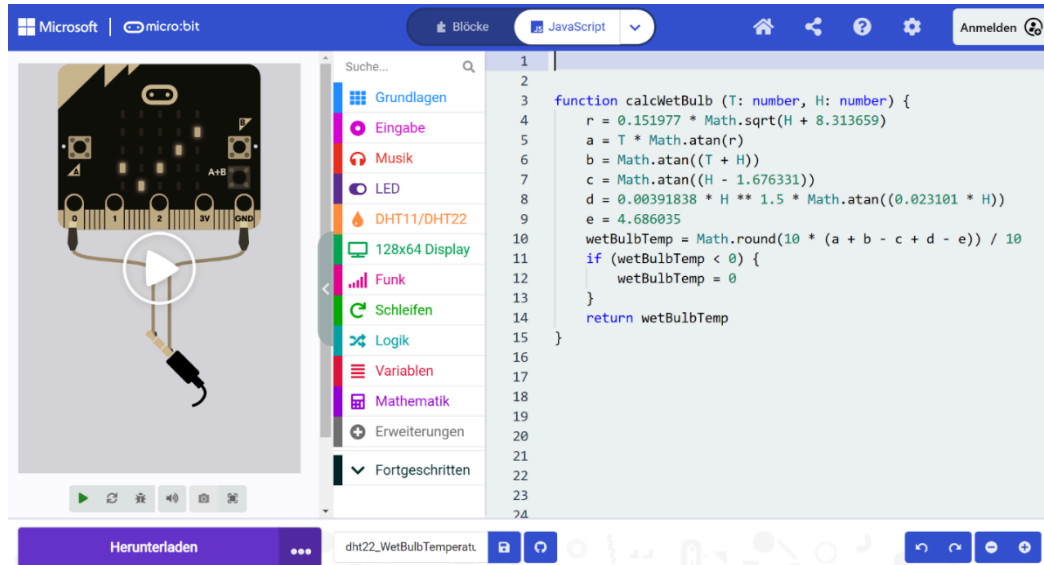 Microsoft micro:bit Blöcke JavaScript Anmelden
Suche...
Grundlagen
Eingabe
Musik
LED
DHT11/DHT22
128x64 Display
Funk
Schleifen
Logik
Variablen
Mathematik
Erweiterungen
Fortgeschritten
B
A
A+B
0 1 2 3V GND
1
2
3 function calcWetBulb (T: number, H: number) {
4 r = 0.151977 * Math.sqrt(H + 8.313659)
5 a = T * Math.atan(r)
6 b = Math.atan((T + H))
7 c = Math.atan((H - 1.676331))
8 d = 0.00391838 * H ** 1.5 * Math.atan((0.023101 * H))
9 e = 4.686035
10 wetBulbTemp = Math.round(10 * (a + b - c + d - e)) / 10
11 if (wetBulbTemp < 0) {
12 wetBulbTemp = 0
13 }
14 return wetBulbTemp
15 }
16
17
18
19
20
21
22
23
24
Herunterladen ... dht22_WetBulbTemperatu